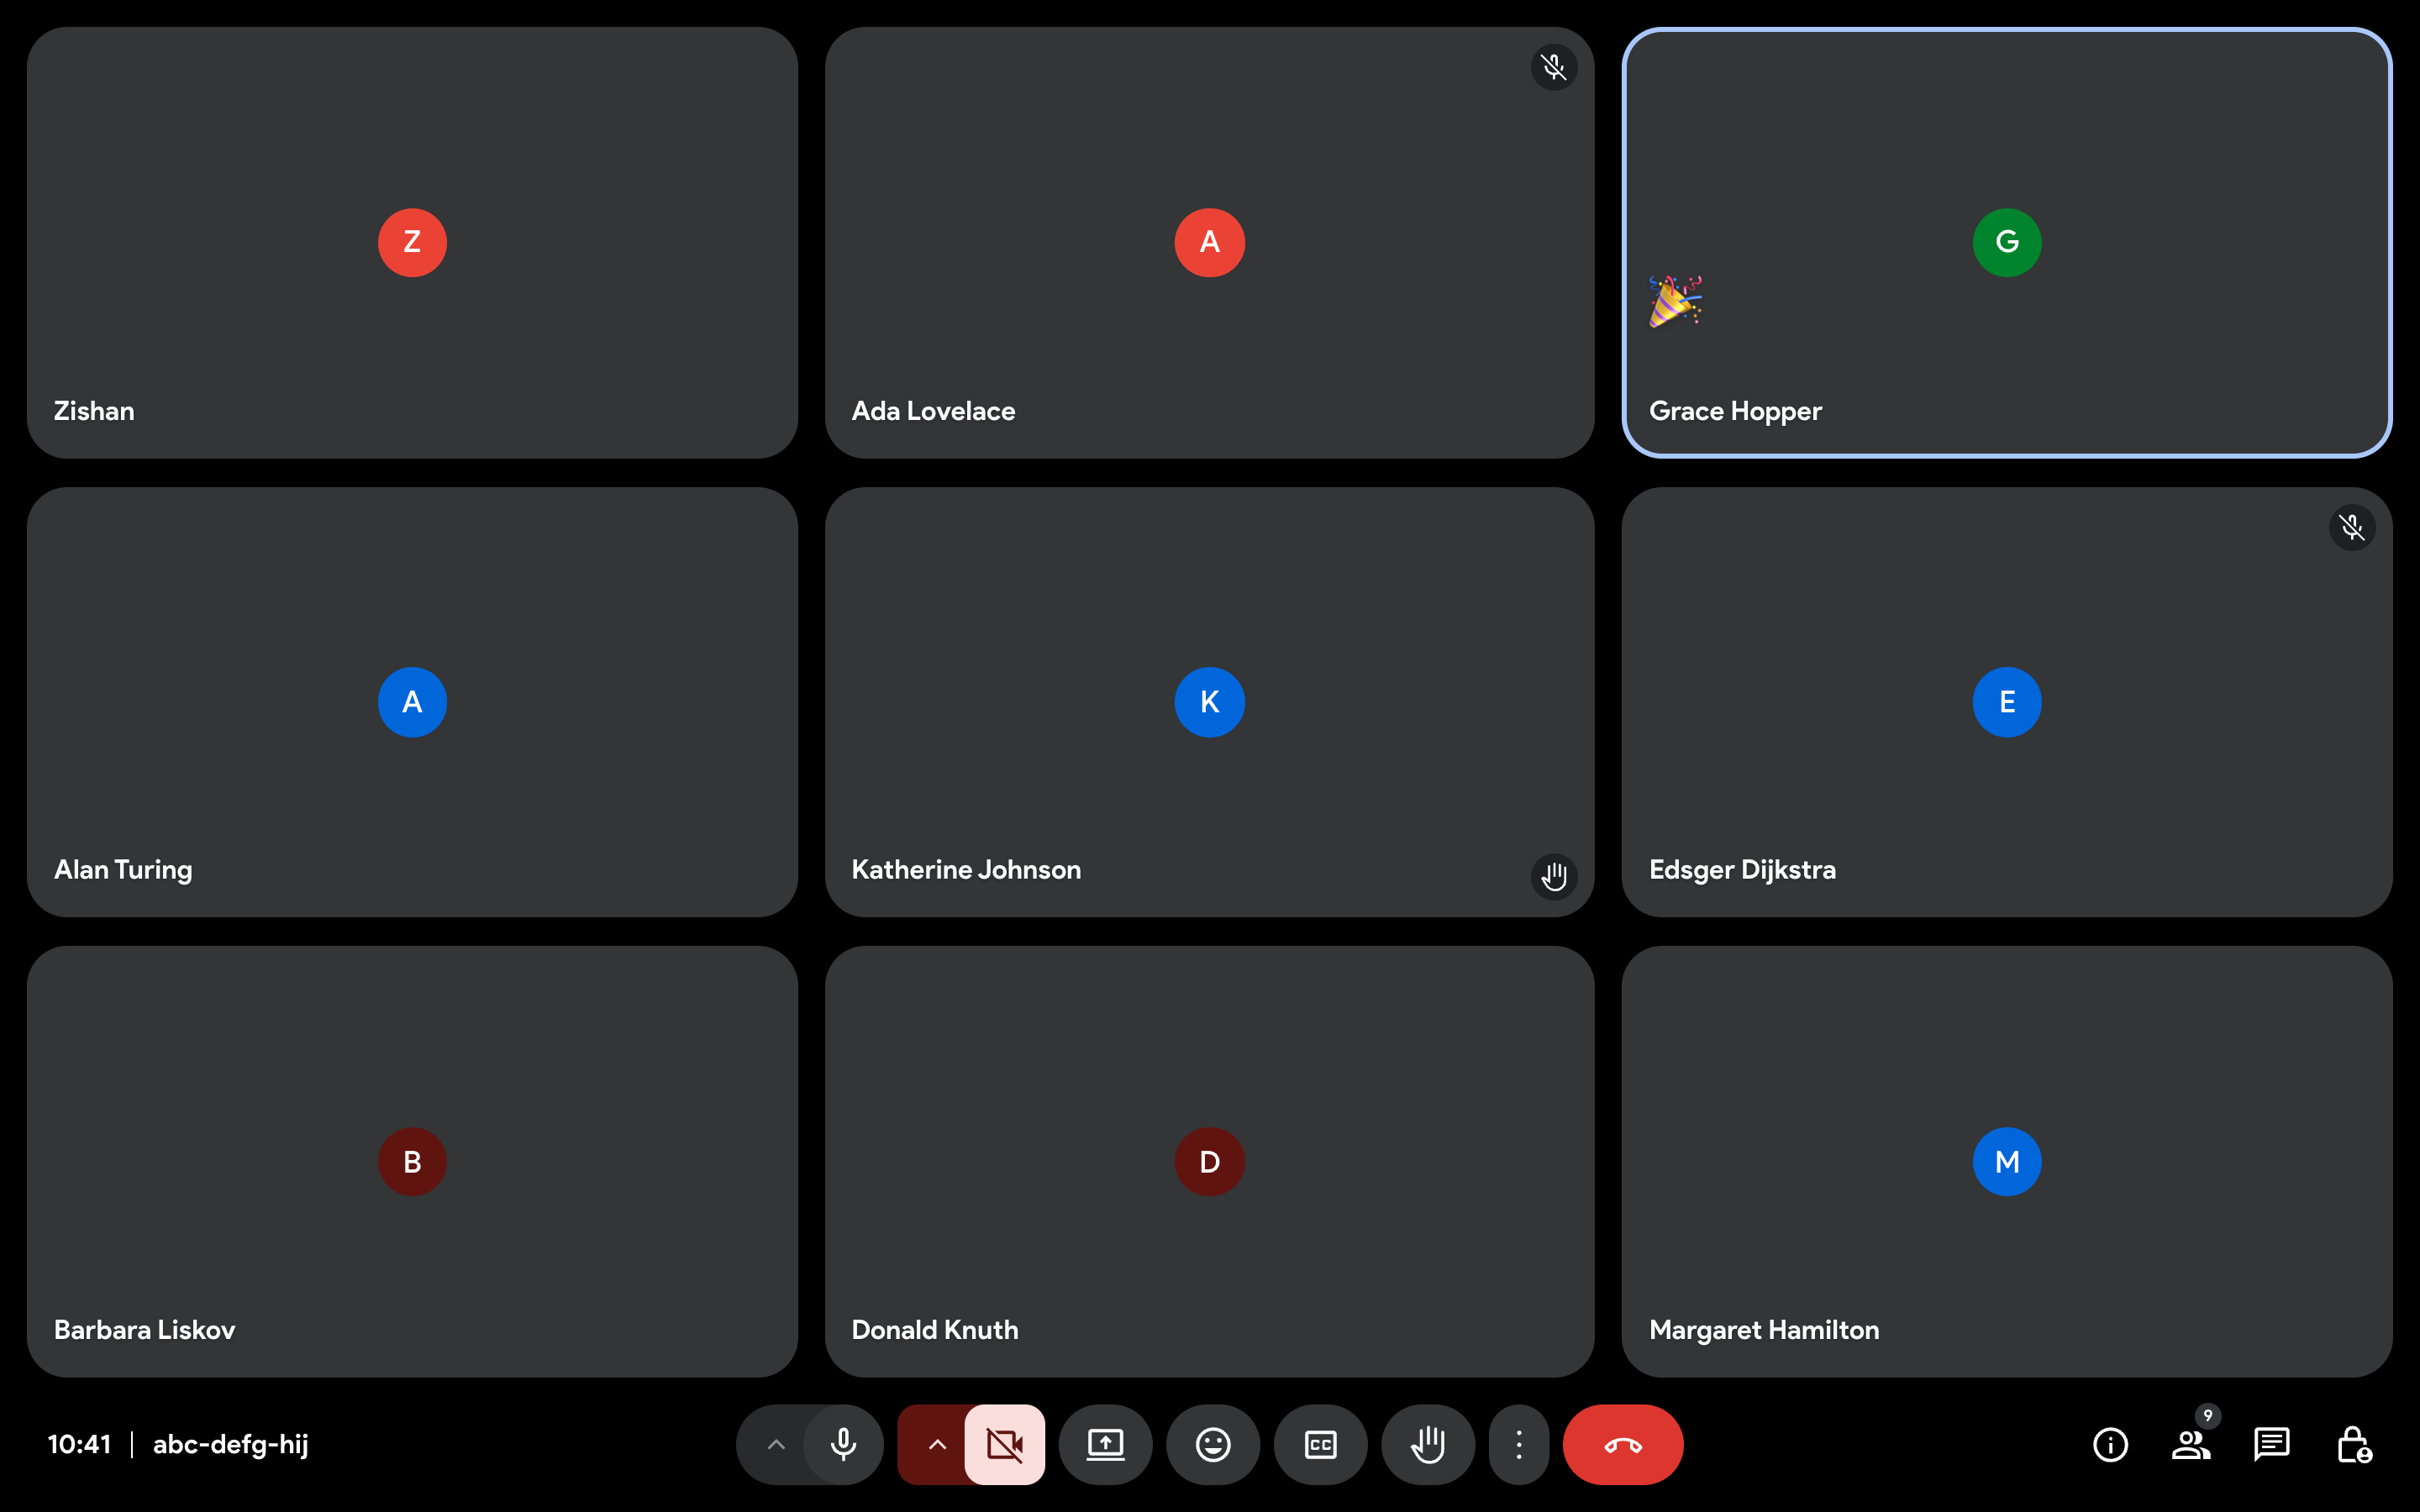 Z
A
G
Zishan
Ada Lovelace
Grace Hopper
A
K
E
Alan Turing
Katherine Johnson
Edsger Dijkstra
B
D
M
Barbara Liskov
Donald Knuth
Margaret Hamilton
10:41 | abc-defg-hij
CC
9